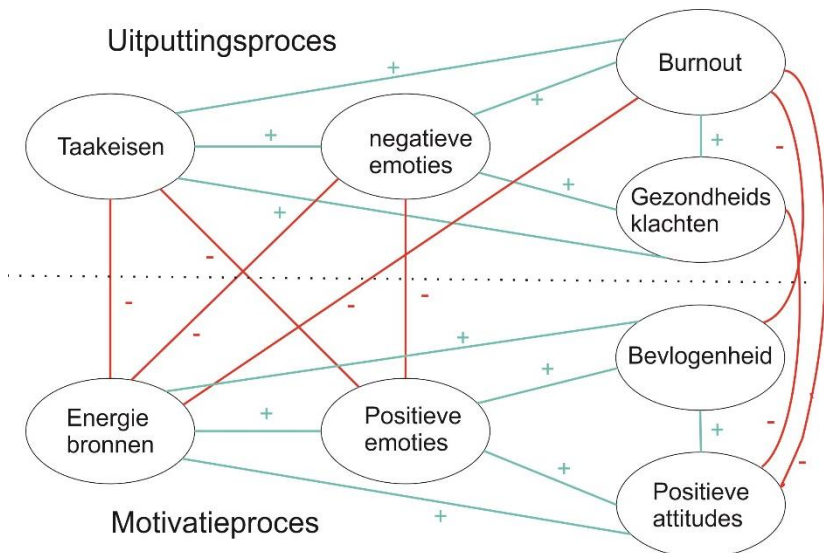 Uitputtingsproces
Burnout
+
+
Taakeisen
+
negatieve
emoties
+
-
+
Gezondheids
klachten
+
-
-
-
-
-
+
Bevlogenheid
+
Energie
bronnen
+
Positieve
emoties
+
-
+
-
Positieve
attitudes
+
Motivatieproces